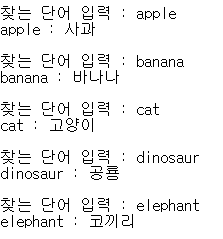 찾는 단어 입력 : apple
apple : 사과
찾는 단어 입력 : banana
banana : 바나나
찾는 단어 입력 : cat
cat : 고양이
찾는 단어 입력 : dinosaur
dinosaur : 공룡
찾는 단어 입력 : elephant
elephant : 코끼리